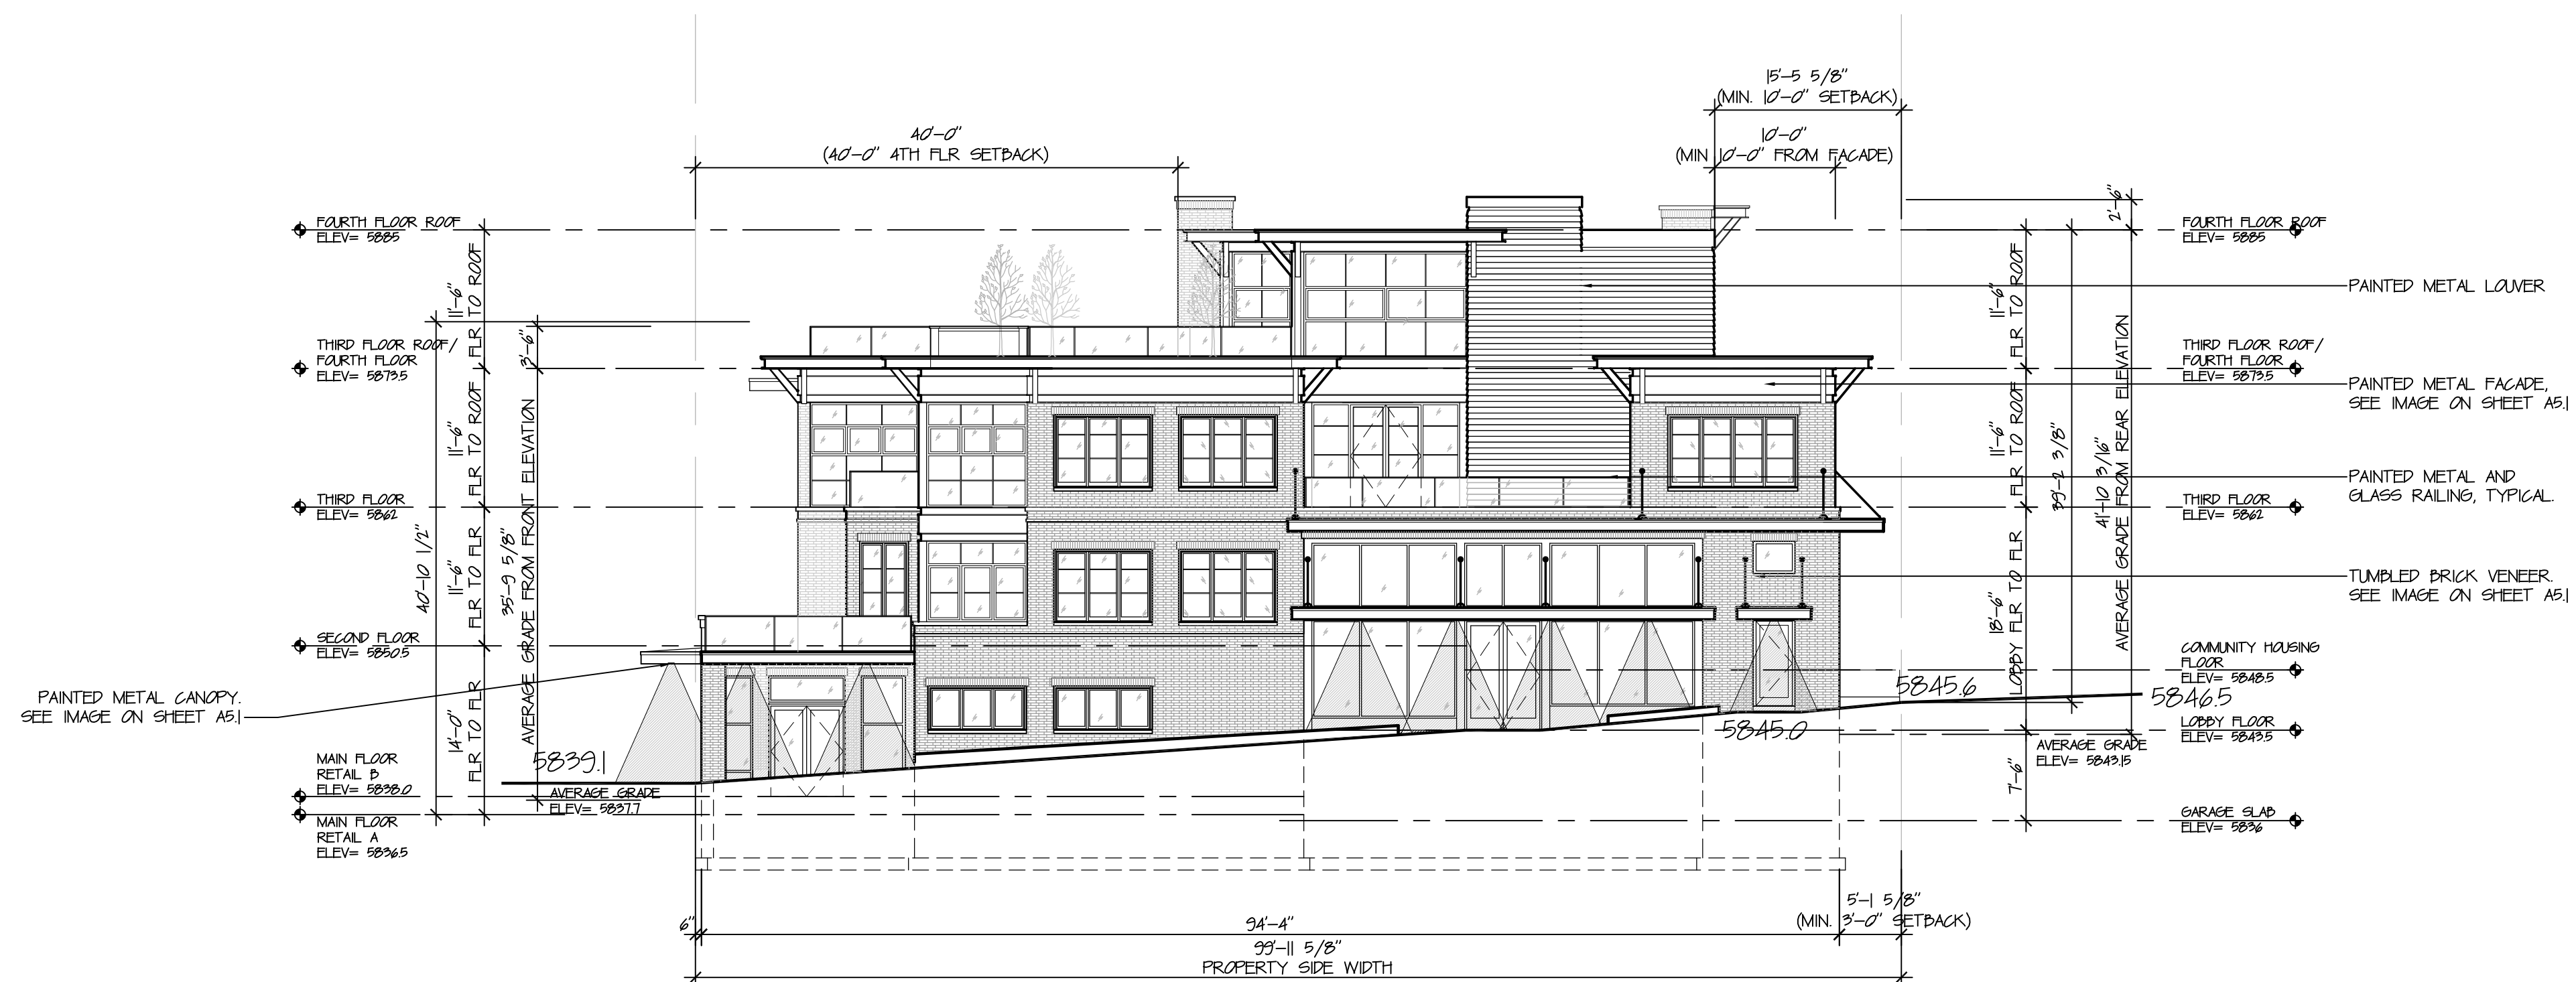 15'-5 5/8"
(MIN. 10'-0" SETBACK)
40'-0"
(40'-0" 4TH FLR SETBACK)
10'-0"
(MIN 10'-0" FROM FACADE)
2'-6"
FOURTH FLOOR ROOF
ELEV= 5885
FOURTH FLOOR ROOF
ELEV= 5885
PAINTED METAL LOUVER
11'-6"
FLR TO ROOF
3'-6"
11'-6"
FLR TO ROOF
THIRD FLOOR ROOF/
FOURTH FLOOR
ELEV= 5873.5
THIRD FLOOR ROOF/
FOURTH FLOOR
ELEV= 5873.5
PAINTED METAL FACADE,
SEE IMAGE ON SHEET A5.1
11'-6"
FLR TO ROOF
11'-6"
FLR TO ROOF
39'-2 3/8"
41'-10 3/16"
AVERAGE GRADE FROM REAR ELEVATION
PAINTED METAL AND
GLASS RAILING, TYPICAL.
THIRD FLOOR
ELEV= 5862
THIRD FLOOR
ELEV= 5862
40'-10 1/2"
11'-6"
FLR TO FLR
35'-9 5/8"
AVERAGE GRADE FROM FRONT ELEVATION
TUMBLED BRICK VENEER.
SEE IMAGE ON SHEET A5.1
18'-6"
LOBBY FLR TO FLR
SECOND FLOOR
ELEV= 5850.5
COMMUNITY HOUSING
FLOOR
ELEV= 5848.5
PAINTED METAL CANOPY.
SEE IMAGE ON SHEET A5.1
14'-0"
FLR TO FLR
5845.6
5846.5
5845.0
LOBBY FLOOR
ELEV= 5843.5
AVERAGE GRADE
ELEV= 5843.15
5839.1
MAIN FLOOR
RETAIL B
ELEV= 5838.0
AVERAGE GRADE
ELEV= 5837.7
7'-6"
MAIN FLOOR
RETAIL A
ELEV= 5836.5
GARAGE SLAB
ELEV= 5836
6"
94'-4"
5'-1 5/8"
(MIN. 3'-0" SETBACK)
99'-11 5/8"
PROPERTY SIDE WIDTH